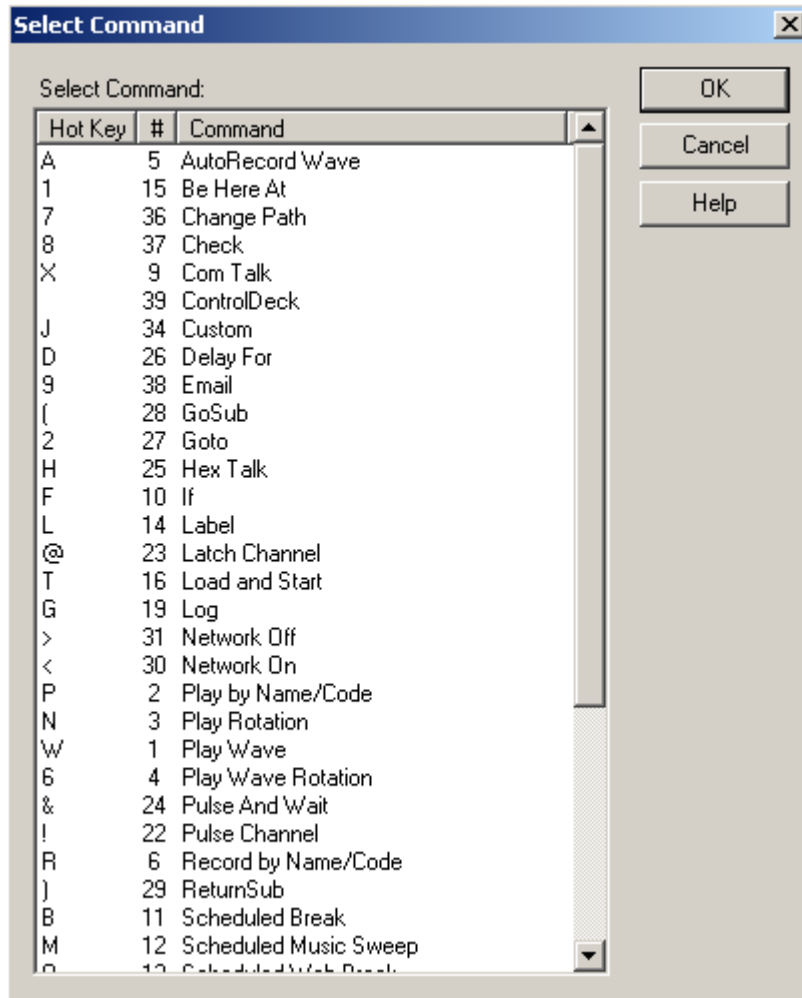 Select Command
Select Command:
OK
Cancel
Help
Hot Key # Command
A 5 AutoRecord Wave
1 15 Be Here At
7 36 Change Path
8 37 Check
X 9 Com Talk
39 ControlDeck
J 34 Custom
D 26 Delay For
9 38 Email
( 28 GoSub
2 27 Goto
H 25 Hex Talk
F 10 If
L 14 Label
@ 23 Latch Channel
T 16 Load and Start
G 19 Log
> 31 Network Off
< 30 Network On
P 2 Play by Name/Code
N 3 Play Rotation
W 1 Play Wave
6 4 Play Wave Rotation
& 24 Pulse And Wait
! 22 Pulse Channel
R 6 Record by Name/Code
) 29 ReturnSub
B 11 Scheduled Break
M 12 Scheduled Music Sweep